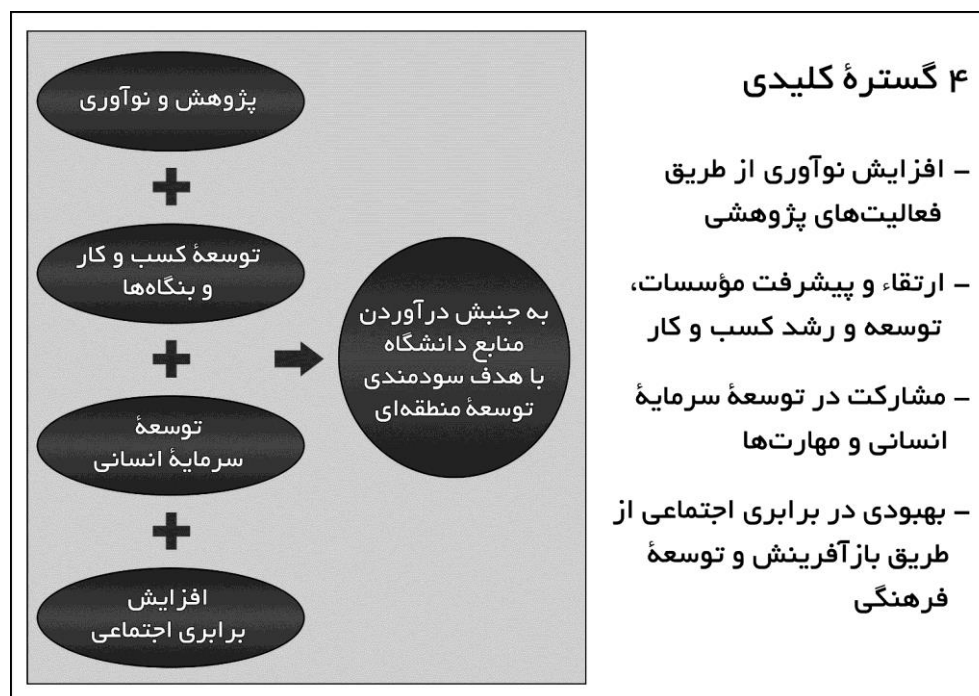 ۴ گسترهٔ کلیدی
– افزایش نوآوری از طریق
فعالیت‌های پژوهشی
– ارتقاء و پیشرفت مؤسسات،
توسعه و رشد کسب و کار
– مشارکت در توسعهٔ سرمایهٔ
انسانی و مهارت‌ها
– بهبودی در برابری اجتماعی از
طریق بازآفرینش و توسعهٔ
فرهنگی
پژوهش و نوآوری
+
توسعهٔ کسب و کار
و بنگاه‌ها
+
توسعهٔ
سرمایهٔ انسانی
+
افزایش
برابری اجتماعی
به جنبش درآوردن
منابع دانشگاه
با هدف سودمندی
توسعهٔ منطقه‌ای